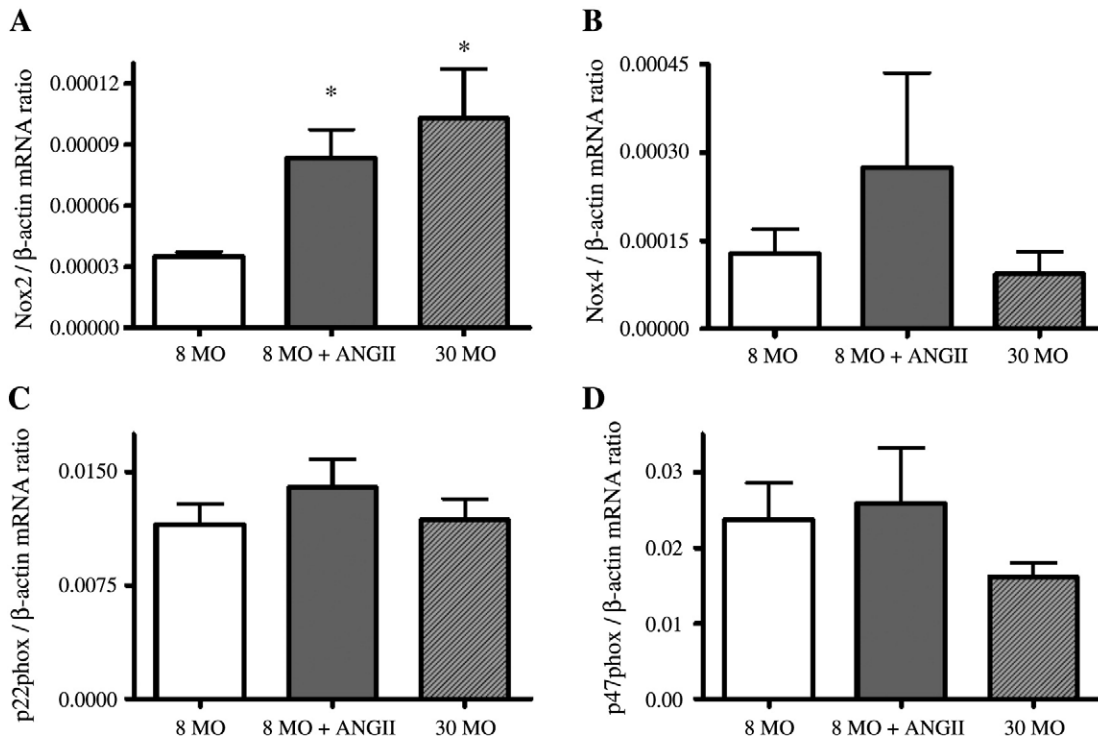 A
Nox2 / β-actin mRNA ratio
0.00012
0.00009
0.00006
0.00003
0.00000
*
*
8 MO
8 MO + ANGII
30 MO
B
Nox4 / β-actin mRNA ratio
0.00045
0.00030
0.00015
0.00000
8 MO
8 MO + ANGII
30 MO
C
p22phox / β-actin mRNA ratio
0.0150
0.0075
0.0000
8 MO
8 MO + ANGII
30 MO
D
p47phox / β-actin mRNA ratio
0.03
0.02
0.01
0.00
8 MO
8 MO + ANGII
30 MO